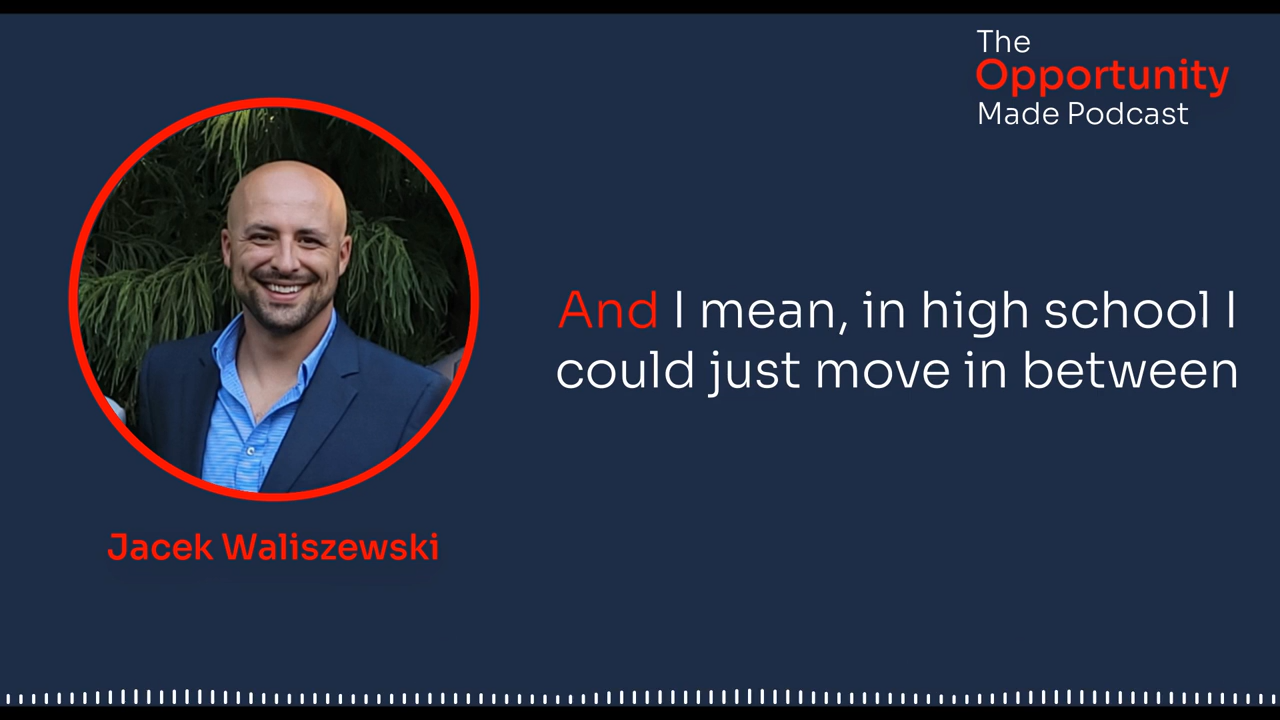 The
Opportunity
Made Podcast
And I mean, in high school I
could just move in between
Jacek Waliszewski